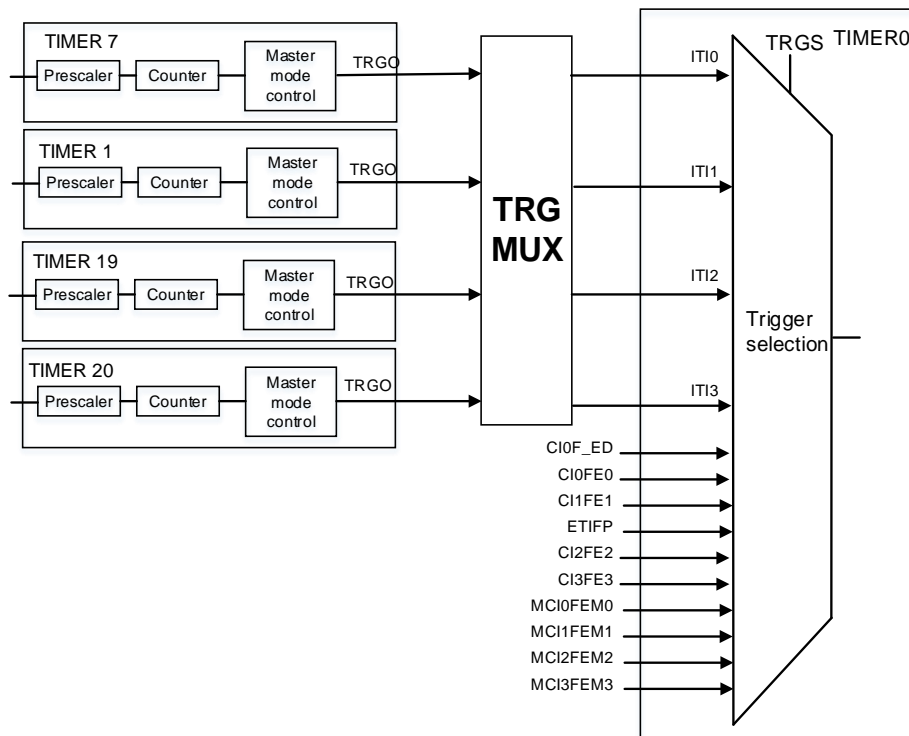 TIMER 7
Prescaler
Counter
Master
mode
control
TRGO
TIMER 1
Prescaler
Counter
Master
mode
control
TRGO
TIMER 19
Prescaler
Counter
Master
mode
control
TRGO
TIMER 20
Prescaler
Counter
Master
mode
control
TRGO
TRG
MUX
TIMER0
TRGS
ITI0
ITI1
ITI2
ITI3
CI0F_ED
CI0FE0
CI1FE1
ETIFP
CI2FE2
CI3FE3
MCI0FEM0
MCI1FEM1
MCI2FEM2
MCI3FEM3
Trigger
selection